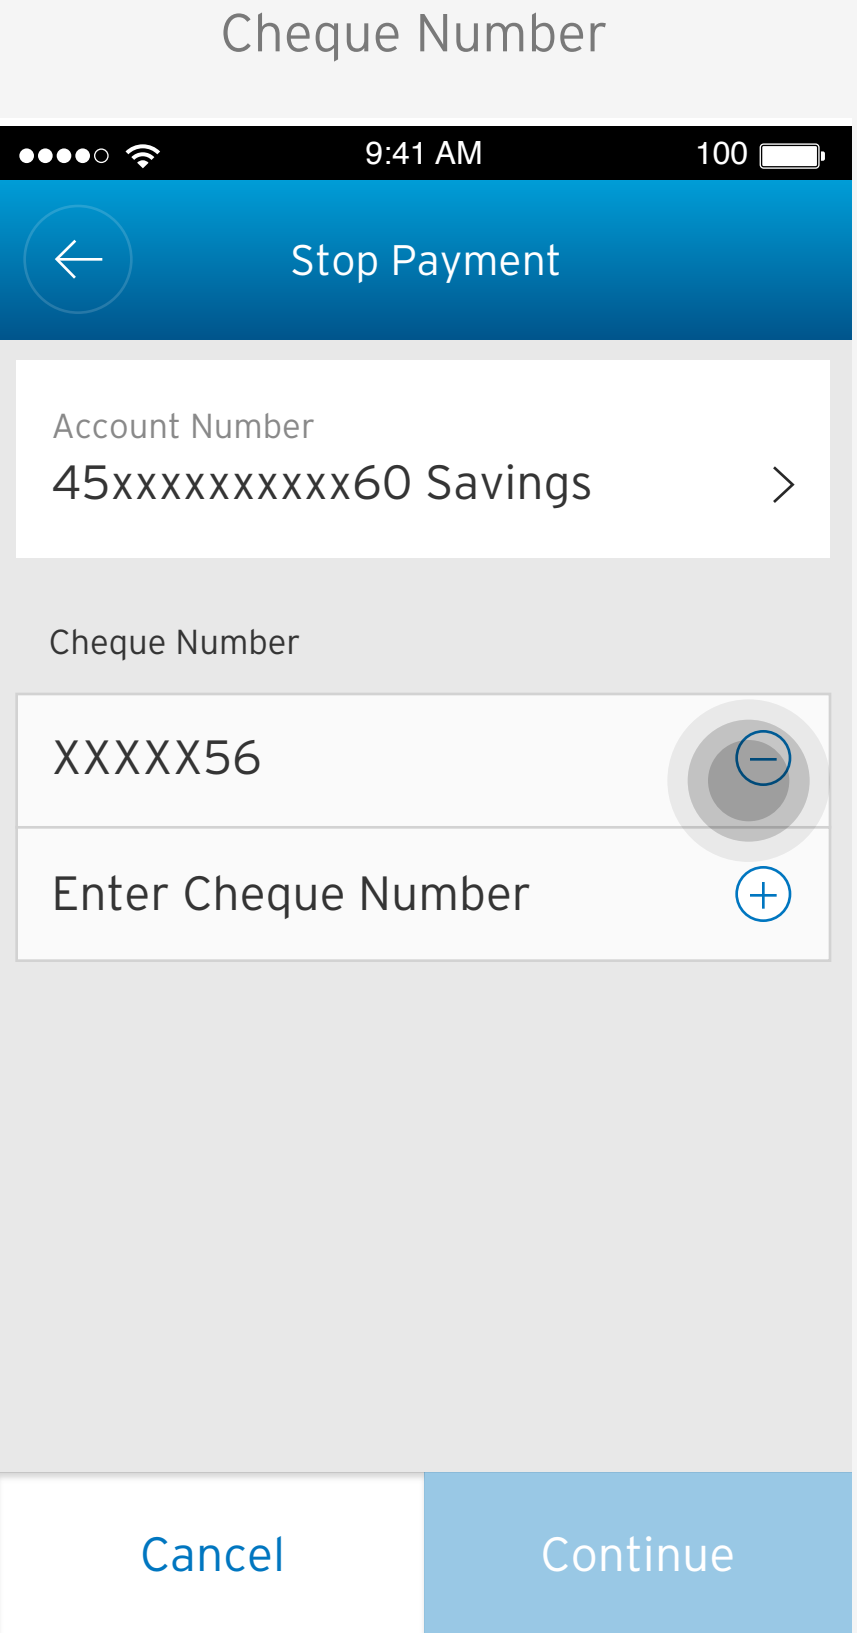 Cheque Number
9:41 AM 100
Stop Payment
Account Number
45xxxxxxxxxx60 Savings
Cheque Number
XXXXX56
Enter Cheque Number
Cancel Continue